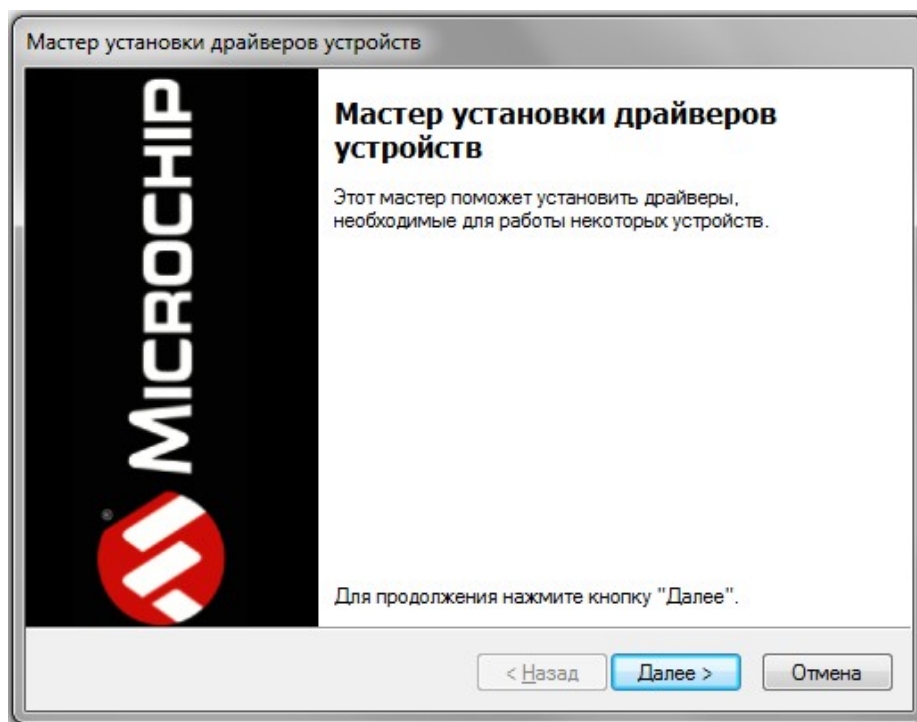 Мастер установки драйверов устройств
MICROCHIP
®
Мастер установки драйверов
устройств
Этот мастер поможет установить драйверы,
необходимые для работы некоторых устройств.
Для продолжения нажмите кнопку "Далее".
< Назад
Далее >
Отмена